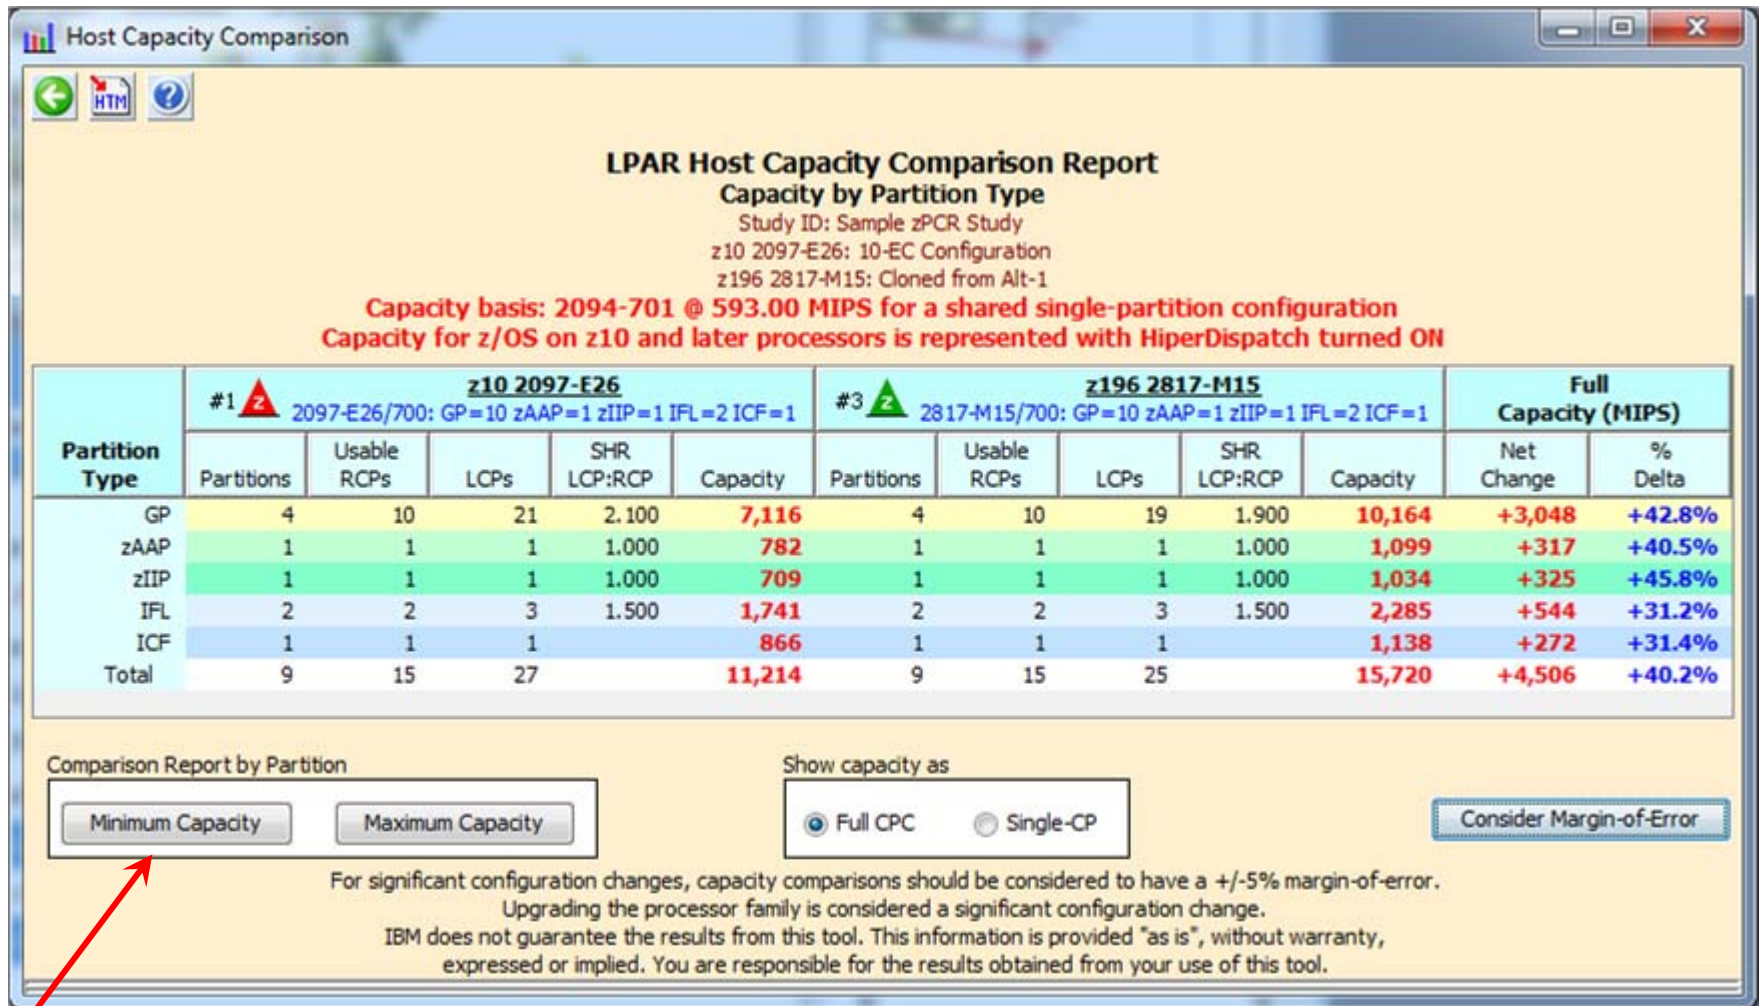 Host Capacity Comparison
HTM ?
LPAR Host Capacity Comparison Report
Capacity by Partition Type
Study ID: Sample zPCR Study
z10 2097-E26: 10-EC Configuration
z196 2817-M15: Cloned from Alt-1
Capacity basis: 2094-701 @ 593.00 MIPS for a shared single-partition configuration
Capacity for z/OS on z10 and later processors is represented with HiperDispatch turned ON
Partition Type
#1 z z10 2097-E26
2097-E26/700: GP=10 zAAP=1 zIIP=1 IFL=2 ICF=1
#3 z z196 2817-M15
2817-M15/700: GP=10 zAAP=1 zIIP=1 IFL=2 ICF=1
Full Capacity (MIPS)
Partitions Usable RCPs LCPs SHR LCP:RCP Capacity Partitions Usable RCPs LCPs SHR LCP:RCP Capacity Net Change % Delta
GP 4 10 21 2.100 7,116 4 10 19 1.900 10,164 +3,048 +42.8%
zAAP 1 1 1 1.000 782 1 1 1 1.000 1,099 +317 +40.5%
zIIP 1 1 1 1.000 709 1 1 1 1.000 1,034 +325 +45.8%
IFL 2 2 3 1.500 1,741 2 2 3 1.500 2,285 +544 +31.2%
ICF 1 1 1 866 1 1 1 1,138 +272 +31.4%
Total 9 15 27 11,214 9 15 25 15,720 +4,506 +40.2%
Comparison Report by Partition
Minimum Capacity Maximum Capacity
Show capacity as
Full CPC Single-CP
Consider Margin-of-Error
For significant configuration changes, capacity comparisons should be considered to have a +/-5% margin-of-error.
Upgrading the processor family is considered a significant configuration change.
IBM does not guarantee the results from this tool. This information is provided "as is", without warranty,
expressed or implied. You are responsible for the results obtained from your use of this tool.